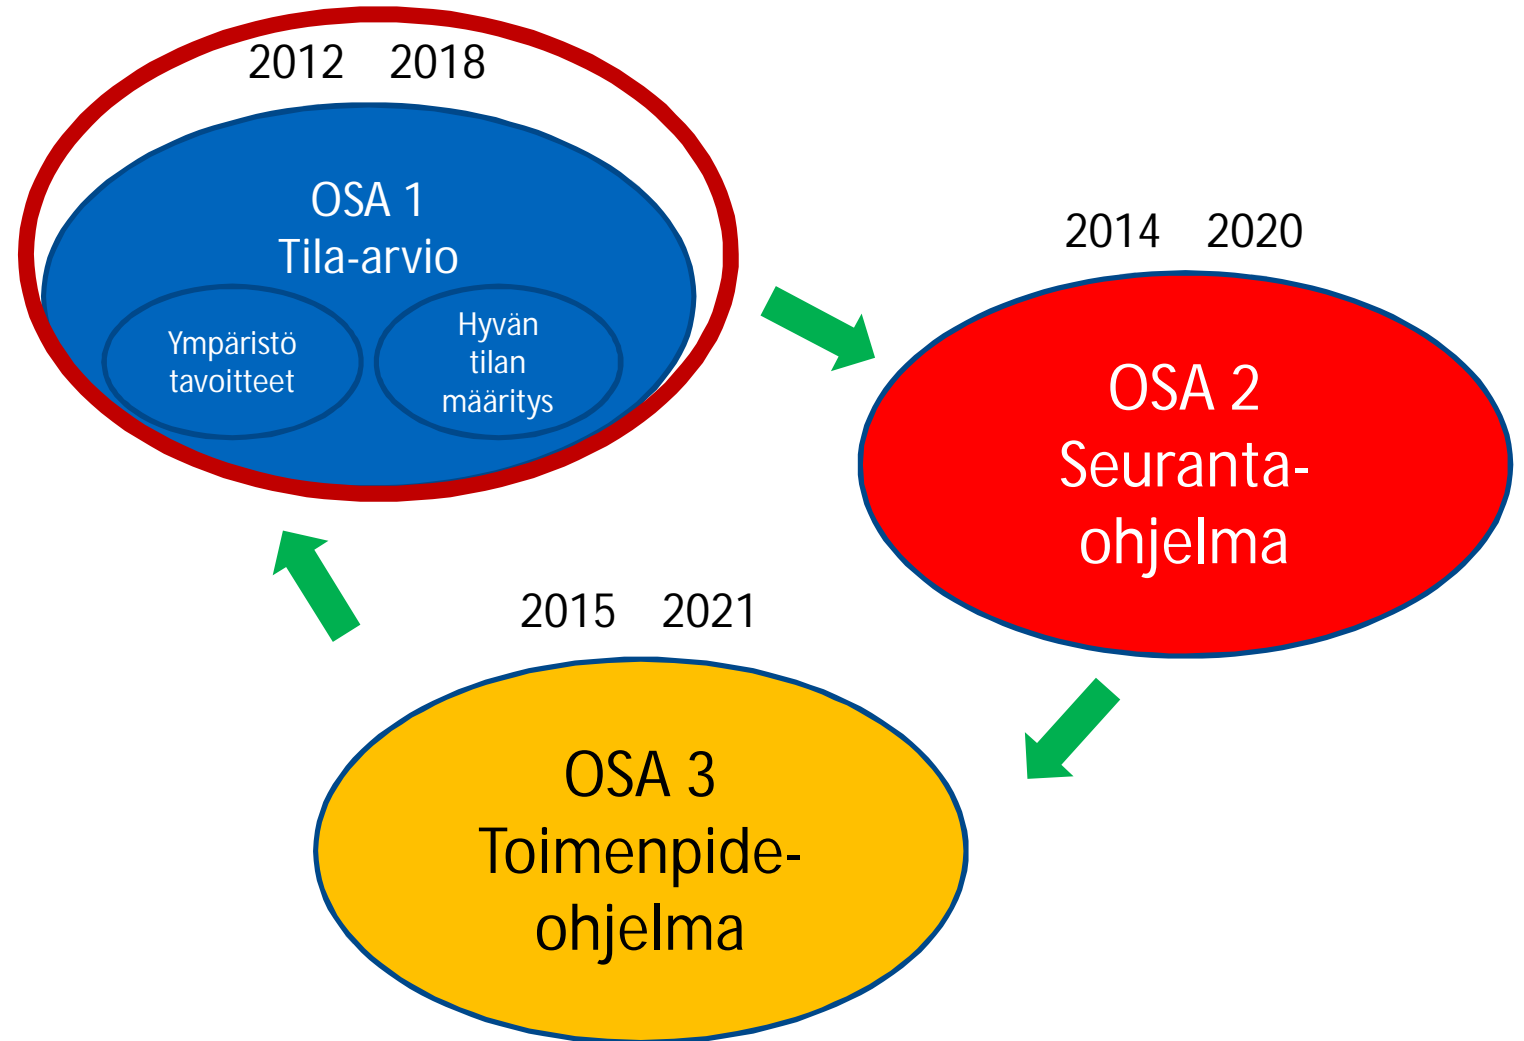 2012 2018
OSA 1
Tila-arvio
Ympäristö
tavoitteet
Hyvän
tilan
määritys
2014 2020
OSA 2
Seuranta-
ohjelma
2015 2021
OSA 3
Toimenpide-
ohjelma